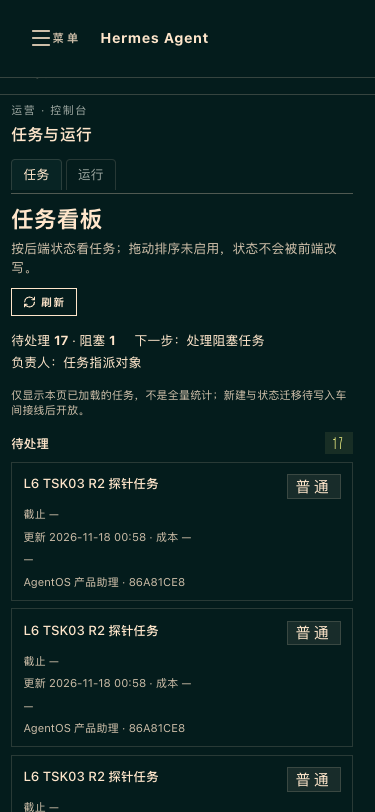 菜单 Hermes Agent
运营 · 控制台
任务与运行
任务 运行
任务看板
按后端状态看任务；拖动排序未启用，状态不会被前端改
写。
刷新
待处理 17 · 阻塞 1 下一步：处理阻塞任务
负责人：任务指派对象
仅显示本页已加载的任务，不是全量统计；新建与状态迁移待写入车
间接线后开放。
待处理 17
L6 TSK03 R2 探针任务 普通
截止 —
更新 2026-11-18 00:58 · 成本 —
—
AgentOS 产品助理 · 86A81CE8
L6 TSK03 R2 探针任务 普通
截止 —
更新 2026-11-18 00:58 · 成本 —
—
AgentOS 产品助理 · 86A81CE8
L6 TSK03 R2 探针任务 普通
截止 —